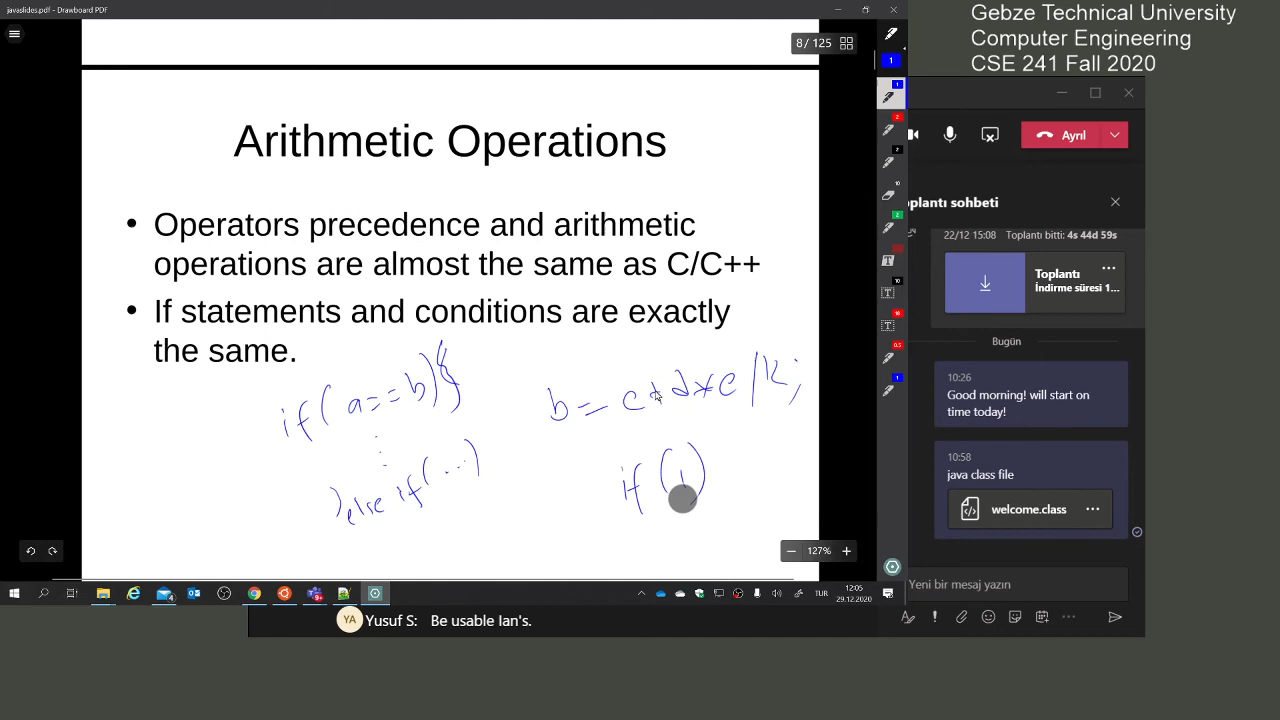 javaslides.pdf - Drawboard PDF
8 / 125
Arithmetic Operations
• Operators precedence and arithmetic
operations are almost the same as C/C++
• If statements and conditions are exactly
the same.
if( a==b){
}else if(...)
b = c+d*e/k;
if (1)
127%
12:05
TUR
29.12.2020
YA Yusuf S: Be usable Ian's.
Gebze Technical University
Computer Engineering
CSE 241 Fall 2020
Ayrıl
oplantı sohbeti
22/12 15:08 Toplantı bitti: 4s 44d 59s
Toplantı
İndirme süresi 1...
Bugün
10:26
Good morning! will start on
time today!
10:58
java class file
welcome.class
Yeni bir mesaj yazın